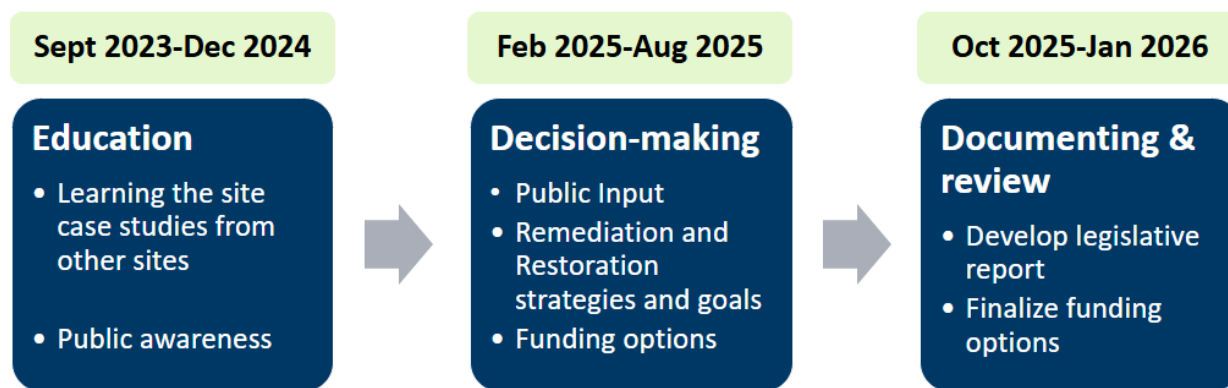 Sept 2023-Dec 2024
Education
• Learning the site
case studies from
other sites
• Public awareness
Feb 2025-Aug 2025
Decision-making
• Public Input
• Remediation and
Restoration
strategies and goals
• Funding options
Oct 2025-Jan 2026
Documenting &
review
• Develop legislative
report
• Finalize funding
options